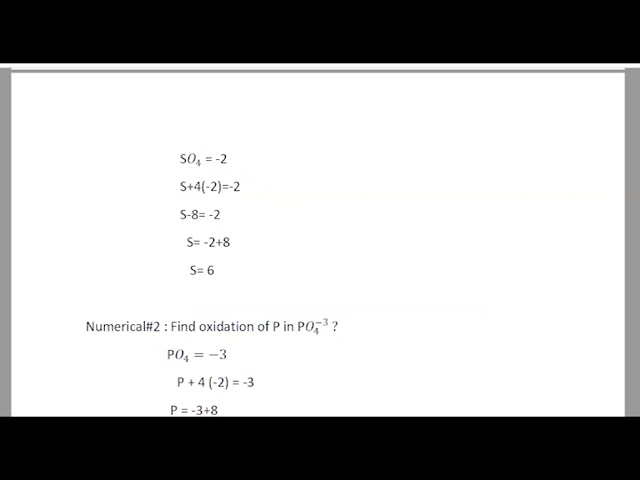 SO₄ = -2
S+4(-2)=-2
S-8= -2
S= -2+8
S= 6
Numerical#2 : Find oxidation of P in PO₄⁻³ ?
PO₄ = −3
P + 4 (-2) = -3
P = -3+8